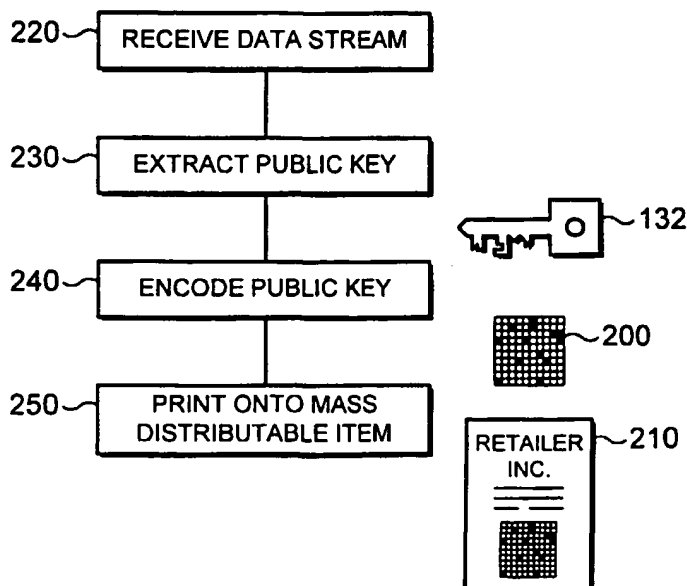 220
RECEIVE DATA STREAM
230
EXTRACT PUBLIC KEY
132
240
ENCODE PUBLIC KEY
200
250
PRINT ONTO MASS
DISTRIBUTABLE ITEM
210
RETAILER
INC.